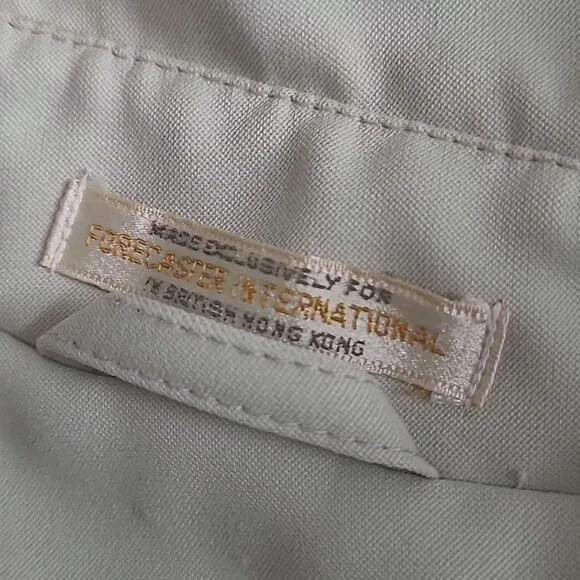 MADE EXCLUSIVELY FOR
FORECASTER INTERNATIONAL
IN BRITISH HONG KONG